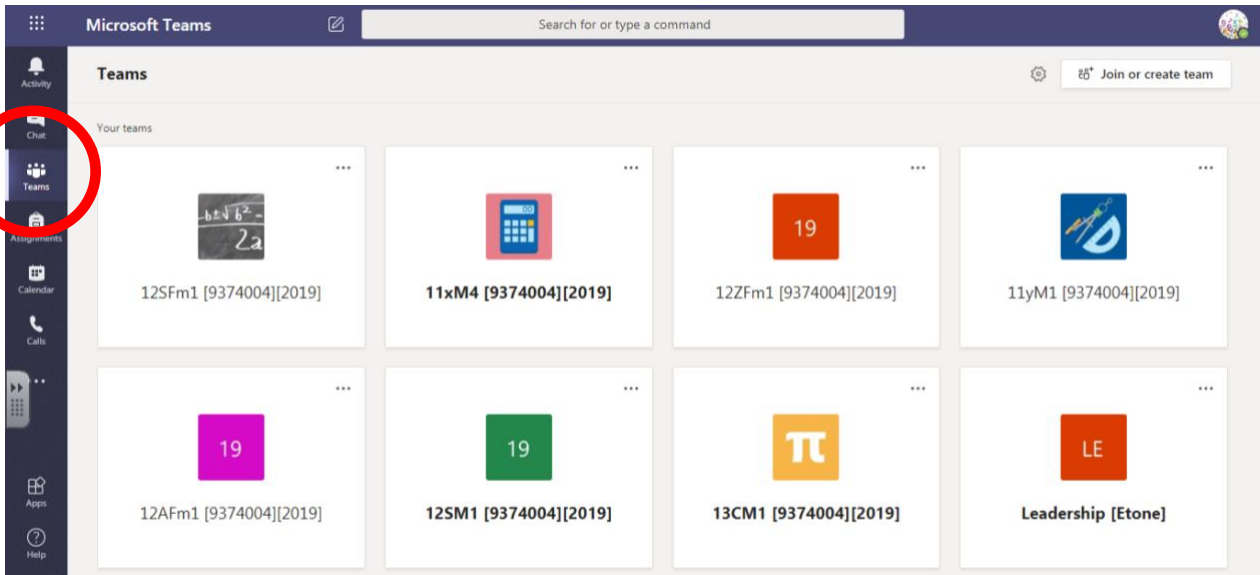 Microsoft Teams
Search for or type a command
Activity
Teams
Join or create team
Chat
Your teams
Teams
-b±√b²-
2a
19
Assignments
12SFm1 [9374004][2019]
11xM4 [9374004][2019]
12ZFm1 [9374004][2019]
11yM1 [9374004][2019]
Calendar
Calls
19
19
π
LE
Apps
12AFm1 [9374004][2019]
12SM1 [9374004][2019]
13CM1 [9374004][2019]
Leadership [Etone]
Help